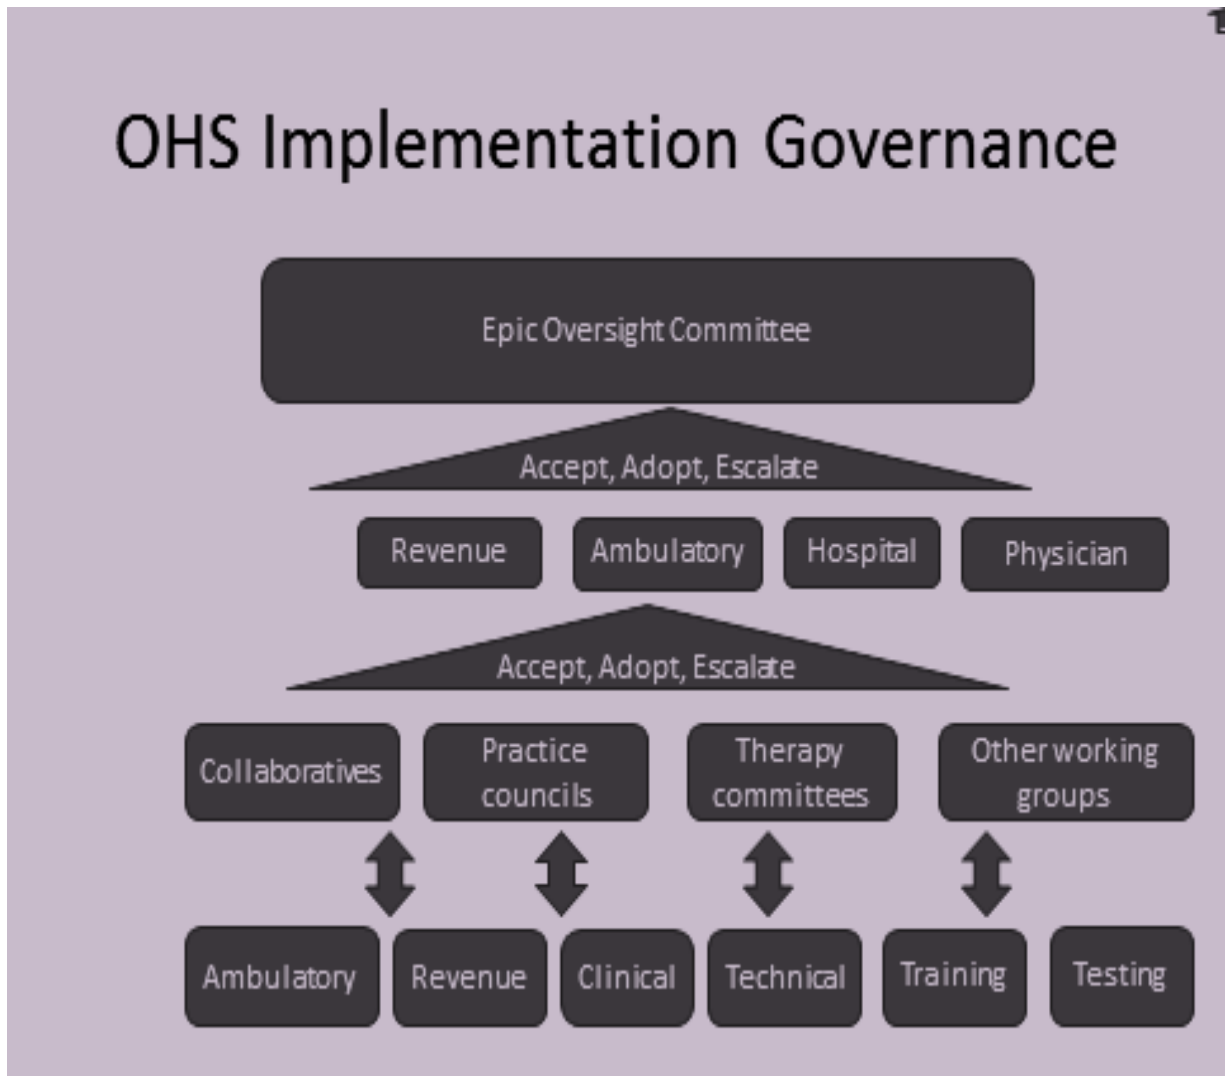 OHS Implementation Governance
Epic Oversight Committee
Accept, Adopt, Escalate
Revenue
Ambulatory
Hospital
Physician
Accept, Adopt, Escalate
Collaboratives
Practice
councils
Therapy
committees
Other working
groups
Ambulatory
Revenue
Clinical
Technical
Training
Testing